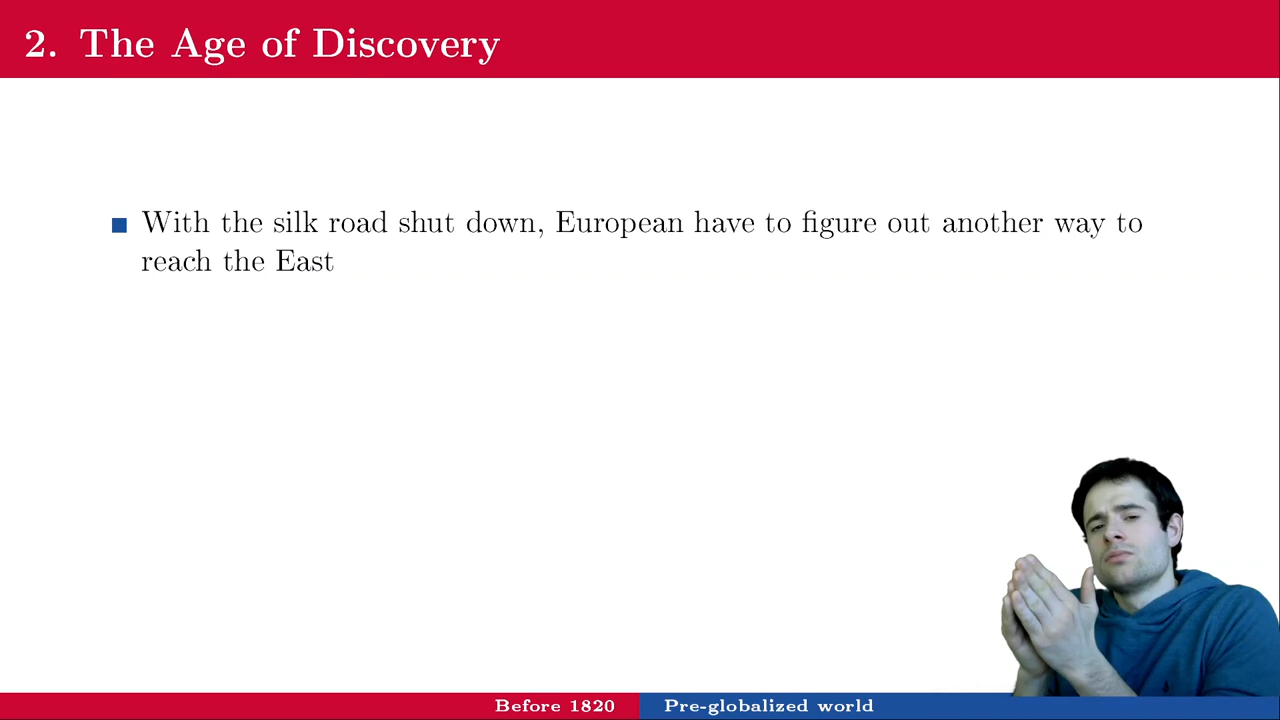 2. The Age of Discovery
With the silk road shut down, European have to figure out another way to
reach the East
Before 1820
Pre-globalized world